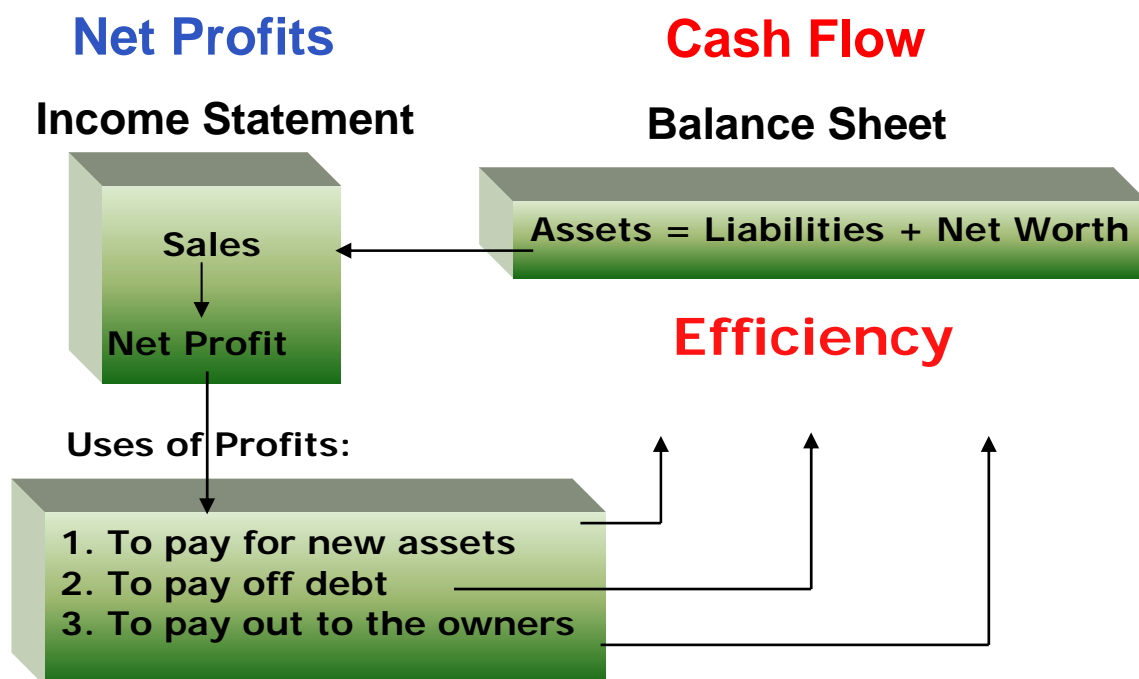 Net Profits
Cash Flow
Income Statement
Balance Sheet
Sales
Net Profit
Assets = Liabilities + Net Worth
Efficiency
Uses of Profits:
1. To pay for new assets
2. To pay off debt
3. To pay out to the owners